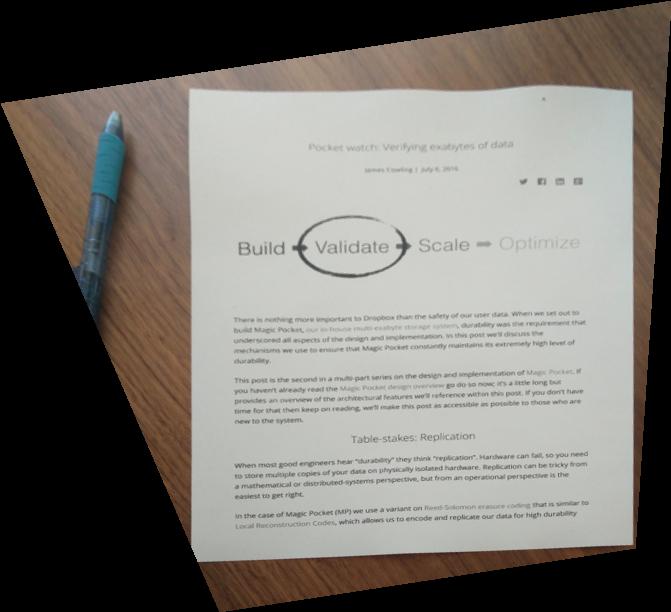 Pocket watch: Verifying exabytes of data
James Cowling | July 6, 2016
Build Validate Scale Optimize
There is nothing more important to Dropbox than the safety of our user data. When we set out to
build Magic Pocket, our in-house multi-exabyte storage system, durability was the requirement that
underscored all aspects of the design and implementation. In this post we'll discuss the
mechanisms we use to ensure that Magic Pocket constantly maintains its extremely high level of
durability.
This post is the second in a multi-part series on the design and implementation of Magic Pocket. If
you haven't already read the Magic Pocket design overview go do so now; it's a little long but
provides an overview of the architectural features we'll reference within this post. If you don't have
time for that then keep on reading, we'll make this post as accessible as possible to those who are
new to the system.
Table-stakes: Replication
When most good engineers hear "durability" they think "replication". Hardware can fail, so you need
to store multiple copies of your data on physically isolated hardware. Replication can be tricky from
a mathematical or distributed-systems perspective, but from an operational perspective is the
easiest to get right.
In the case of Magic Pocket (MP) we use a variant on Reed-Solomon erasure coding that is similar to
Local Reconstruction Codes, which allows us to encode and replicate our data for high durability